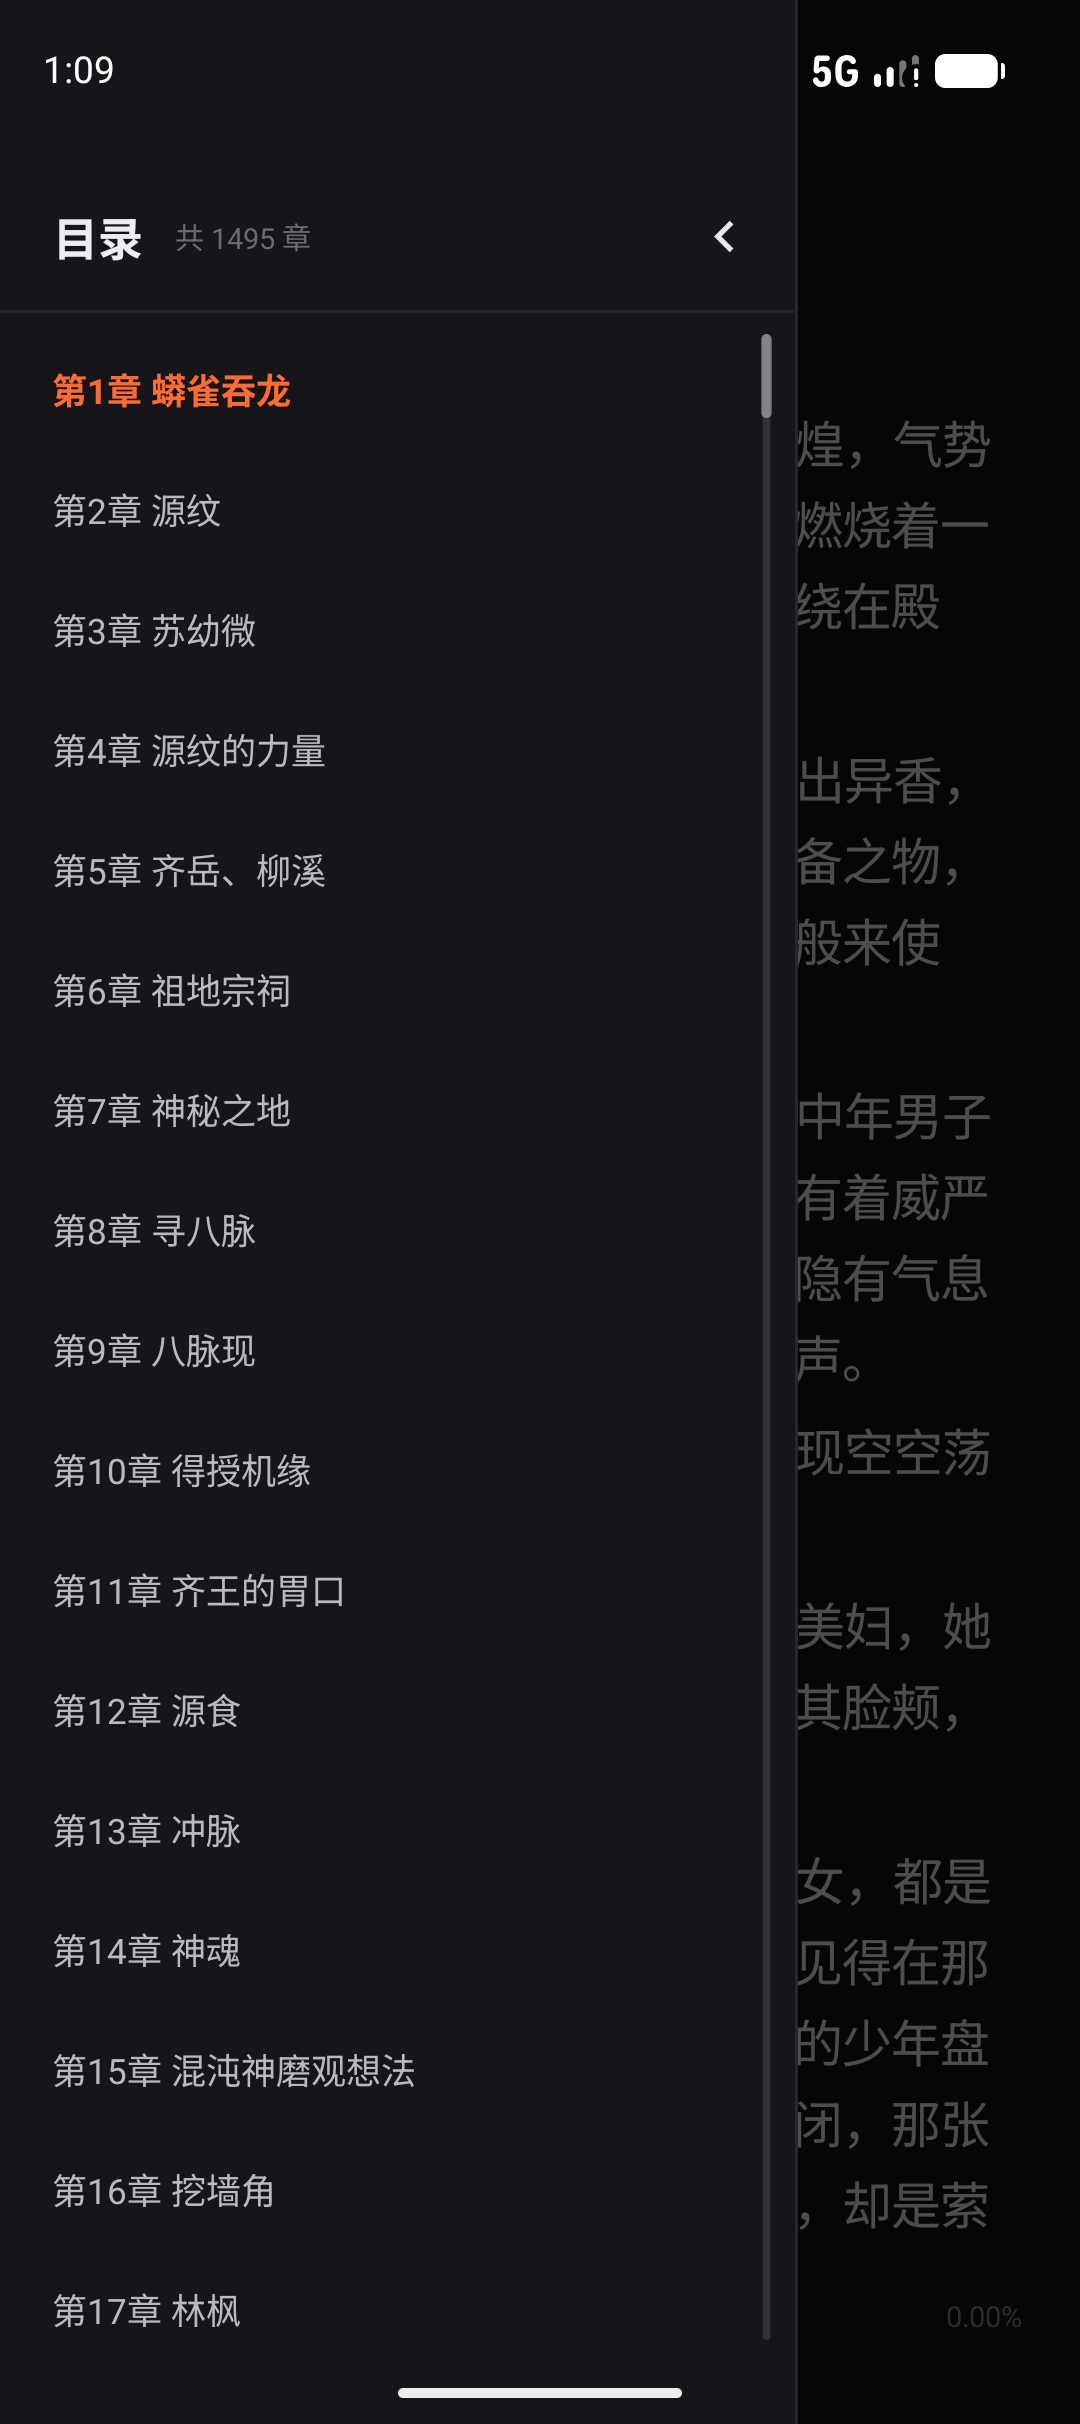 1:09
5G
目录 共 1495 章
第1章 蟒雀吞龙
第2章 源纹
第3章 苏幼微
第4章 源纹的力量
第5章 齐岳、柳溪
第6章 祖地宗祠
第7章 神秘之地
第8章 寻八脉
第9章 八脉现
第10章 得授机缘
第11章 齐王的胃口
第12章 源食
第13章 冲脉
第14章 神魂
第15章 混沌神磨观想法
第16章 挖墙角
第17章 林枫
煌，气势
燃烧着一
绕在殿
出异香，
备之物，
般来使
中年男子
有着威严
隐有气息
声。
现空空荡
美妇，她
其脸颊，
女，都是
见得在那
的少年盘
闭，那张
，却是萦
0.00%